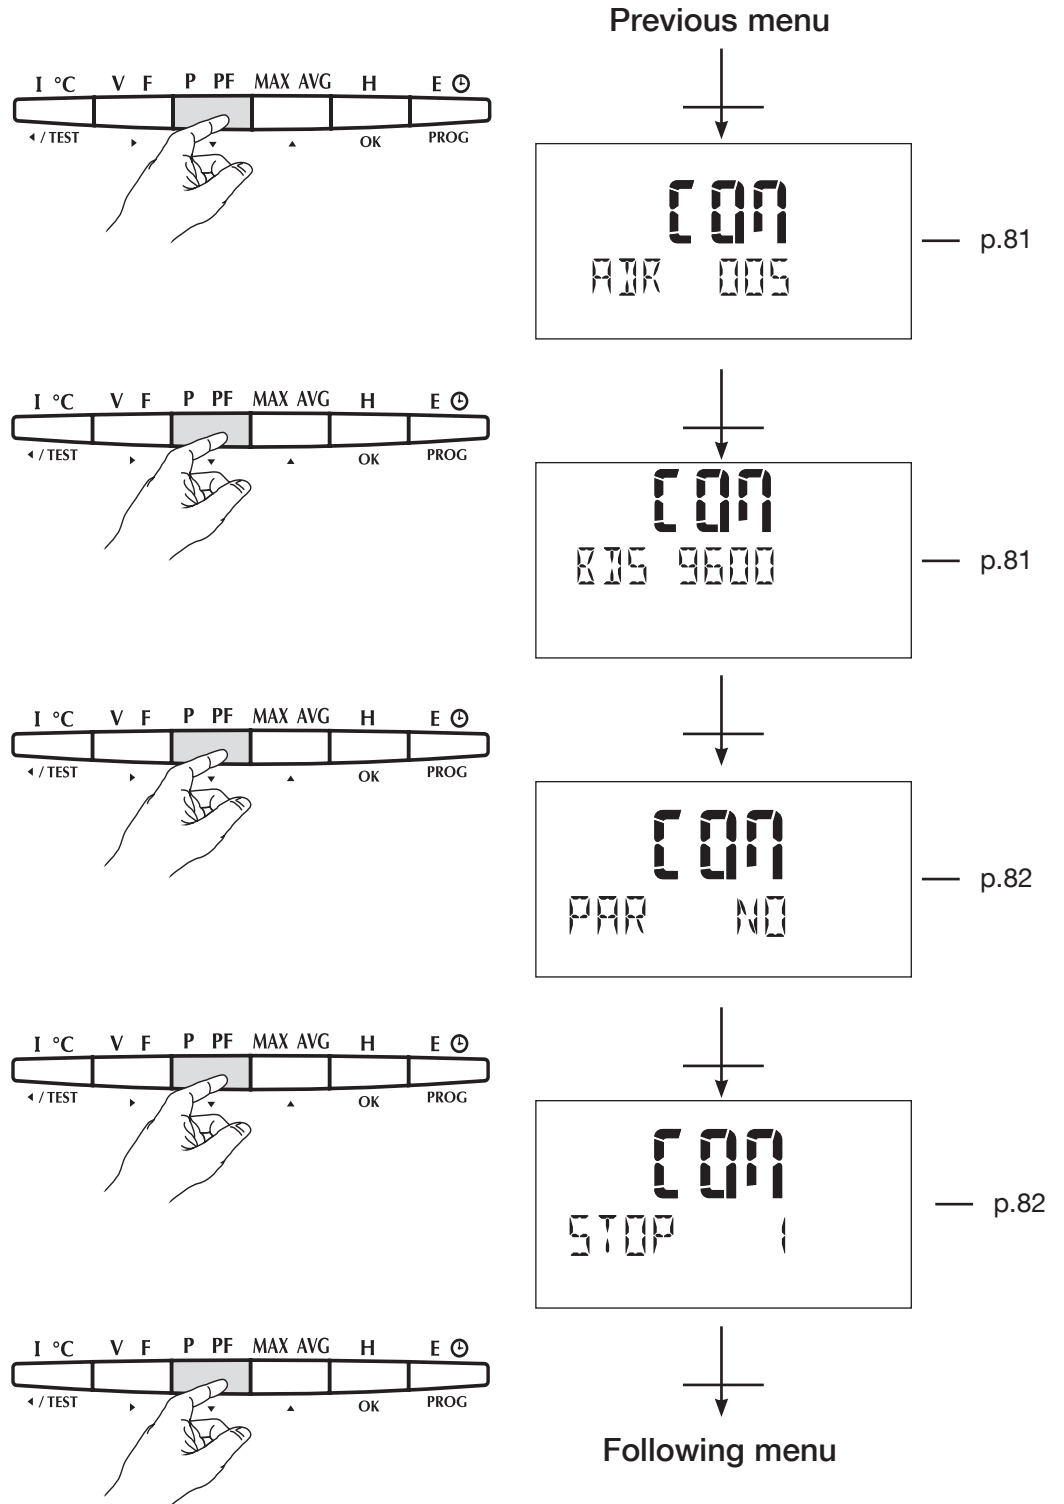 Previous menu
I °C V F P PF MAX AVG H E
/ TEST OK PROG
COM
ADR 005
p.81
I °C V F P PF MAX AVG H E
/ TEST OK PROG
COM
BDS 9600
p.81
I °C V F P PF MAX AVG H E
/ TEST OK PROG
COM
PAR NO
p.82
I °C V F P PF MAX AVG H E
/ TEST OK PROG
COM
STOP 1
p.82
I °C V F P PF MAX AVG H E
/ TEST OK PROG
Following menu